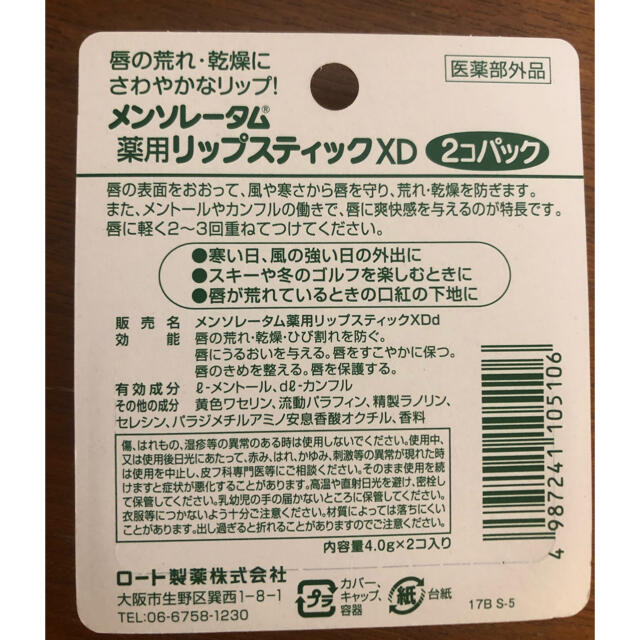 唇の荒れ・乾燥に
さわやかなリップ!
医薬部外品
メンソレータム®
薬用リップスティックXD 2コパック
唇の表面をおおって、風や寒さから唇を守り、荒れ・乾燥を防ぎます。
また、メントールやカンフルの働きで、唇に爽快感を与えるのが特長です。
唇に軽く2〜3回重ねてつけてください。
●寒い日、風の強い日の外出に
●スキーや冬のゴルフを楽しむときに
●唇が荒れているときの口紅の下地に
販売名 メンソレータム薬用リップスティックXDd
効能 唇の荒れ・乾燥・ひび割れを防ぐ。
唇にうるおいを与える。唇をすこやかに保つ。
唇のきめを整える。唇を保護する。
有効成分 ℓ-メントール、dℓ-カンフル
その他の成分 黄色ワセリン、流動パラフィン、精製ラノリン、
セレシン、パラジメチルアミノ安息香酸オクチル、香料
傷、はれもの、湿疹等の異常のある時は使用しないでください。使用中、
又は使用後日光にあたって、赤み、はれ、かゆみ、刺激等の異常が現れた時
は使用を中止し、皮フ科専門医等にご相談ください。そのまま使用を続
けますと症状が悪化することがあります。高温や直射日光を避け、密栓し
て保管してください。乳幼児の手の届かないところに保管してください。
衣服等につかないよう十分ご注意ください。材質によっては落ちにくい
ことがあります。出し過ぎると折れることがありますのでご注意ください。
内容量4.0g×2コ入り
4 987241 105106
ロート製薬株式会社
大阪市生野区巽西1-8-1
TEL:06-6758-1230
プラ
カバー、
キャップ、
容器
紙
台紙
17B S-5